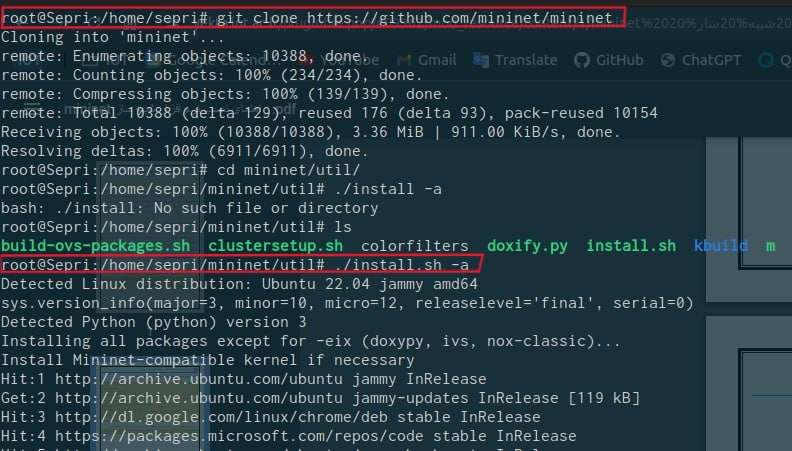 root@Sepri:/home/sepri# git clone https://github.com/mininet/mininet
Cloning into 'mininet'...
remote: Enumerating objects: 10388, done.
remote: Counting objects: 100% (234/234), done.
remote: Compressing objects: 100% (139/139), done.
remote: Total 10388 (delta 129), reused 176 (delta 93), pack-reused 10154
Receiving objects: 100% (10388/10388), 3.36 MiB | 911.00 KiB/s, done.
Resolving deltas: 100% (6911/6911), done.
root@Sepri:/home/sepri# cd mininet/util/
root@Sepri:/home/sepri/mininet/util# ./install -a
bash: ./install: No such file or directory
root@Sepri:/home/sepri/mininet/util# ls
build-ovs-packages.sh clustersetup.sh colorfilters doxify.py install.sh kbuild m
root@Sepri:/home/sepri/mininet/util# ./install.sh -a
Detected Linux distribution: Ubuntu 22.04 jammy amd64
sys.version_info(major=3, minor=10, micro=12, releaselevel='final', serial=0)
Detected Python (python) version 3
Installing all packages except for -eix (doxypy, ivs, nox-classic)...
Install Mininet-compatible kernel if necessary
Hit:1 http://archive.ubuntu.com/ubuntu jammy InRelease
Get:2 http://archive.ubuntu.com/ubuntu jammy-updates InRelease [119 kB]
Hit:3 http://dl.google.com/linux/chrome/deb stable InRelease
Hit:4 https://packages.microsoft.com/repos/code stable InRelease
Gmail
Translate
GitHub
ChatGPT